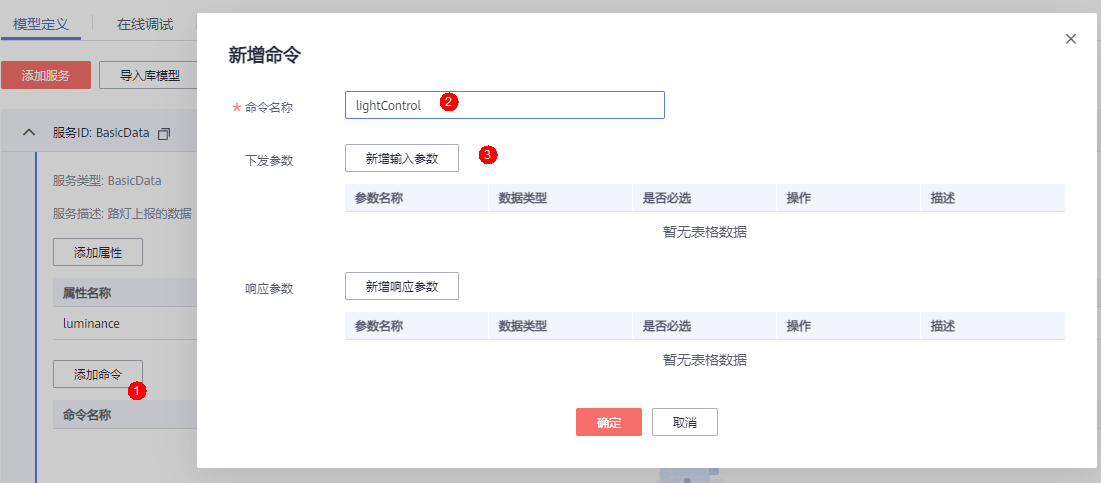 模型定义
在线调试
添加服务
导入库模型
服务ID: BasicData
服务类型: BasicData
服务描述: 路灯上报的数据
添加属性
属性名称
luminance
添加命令
1
命令名称
新增命令
* 命令名称
lightControl
2
下发参数
新增输入参数
3
参数名称 数据类型 是否必选 操作 描述
暂无表格数据
响应参数
新增响应参数
参数名称 数据类型 是否必选 操作 描述
暂无表格数据
确定
取消